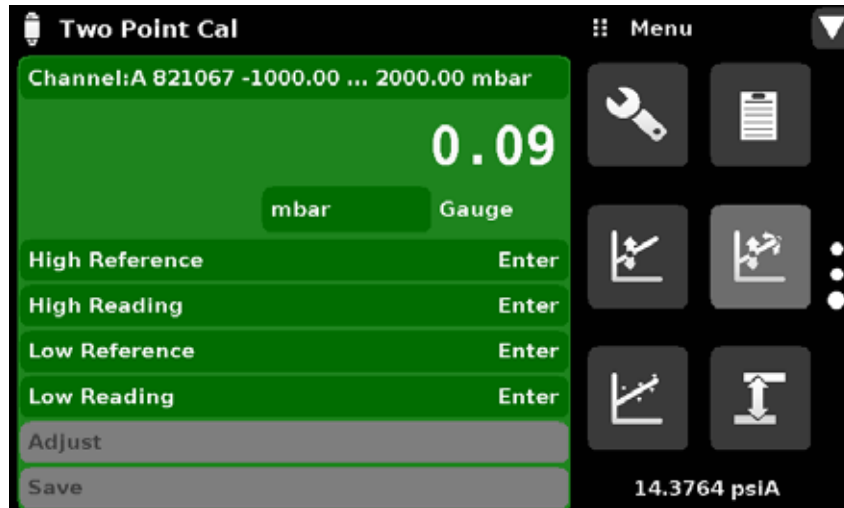 Two Point Cal
Menu
Channel:A 821067 -1000.00 ... 2000.00 mbar
0.09
mbar Gauge
High Reference Enter
High Reading Enter
Low Reference Enter
Low Reading Enter
Adjust
Save
14.3764 psiA